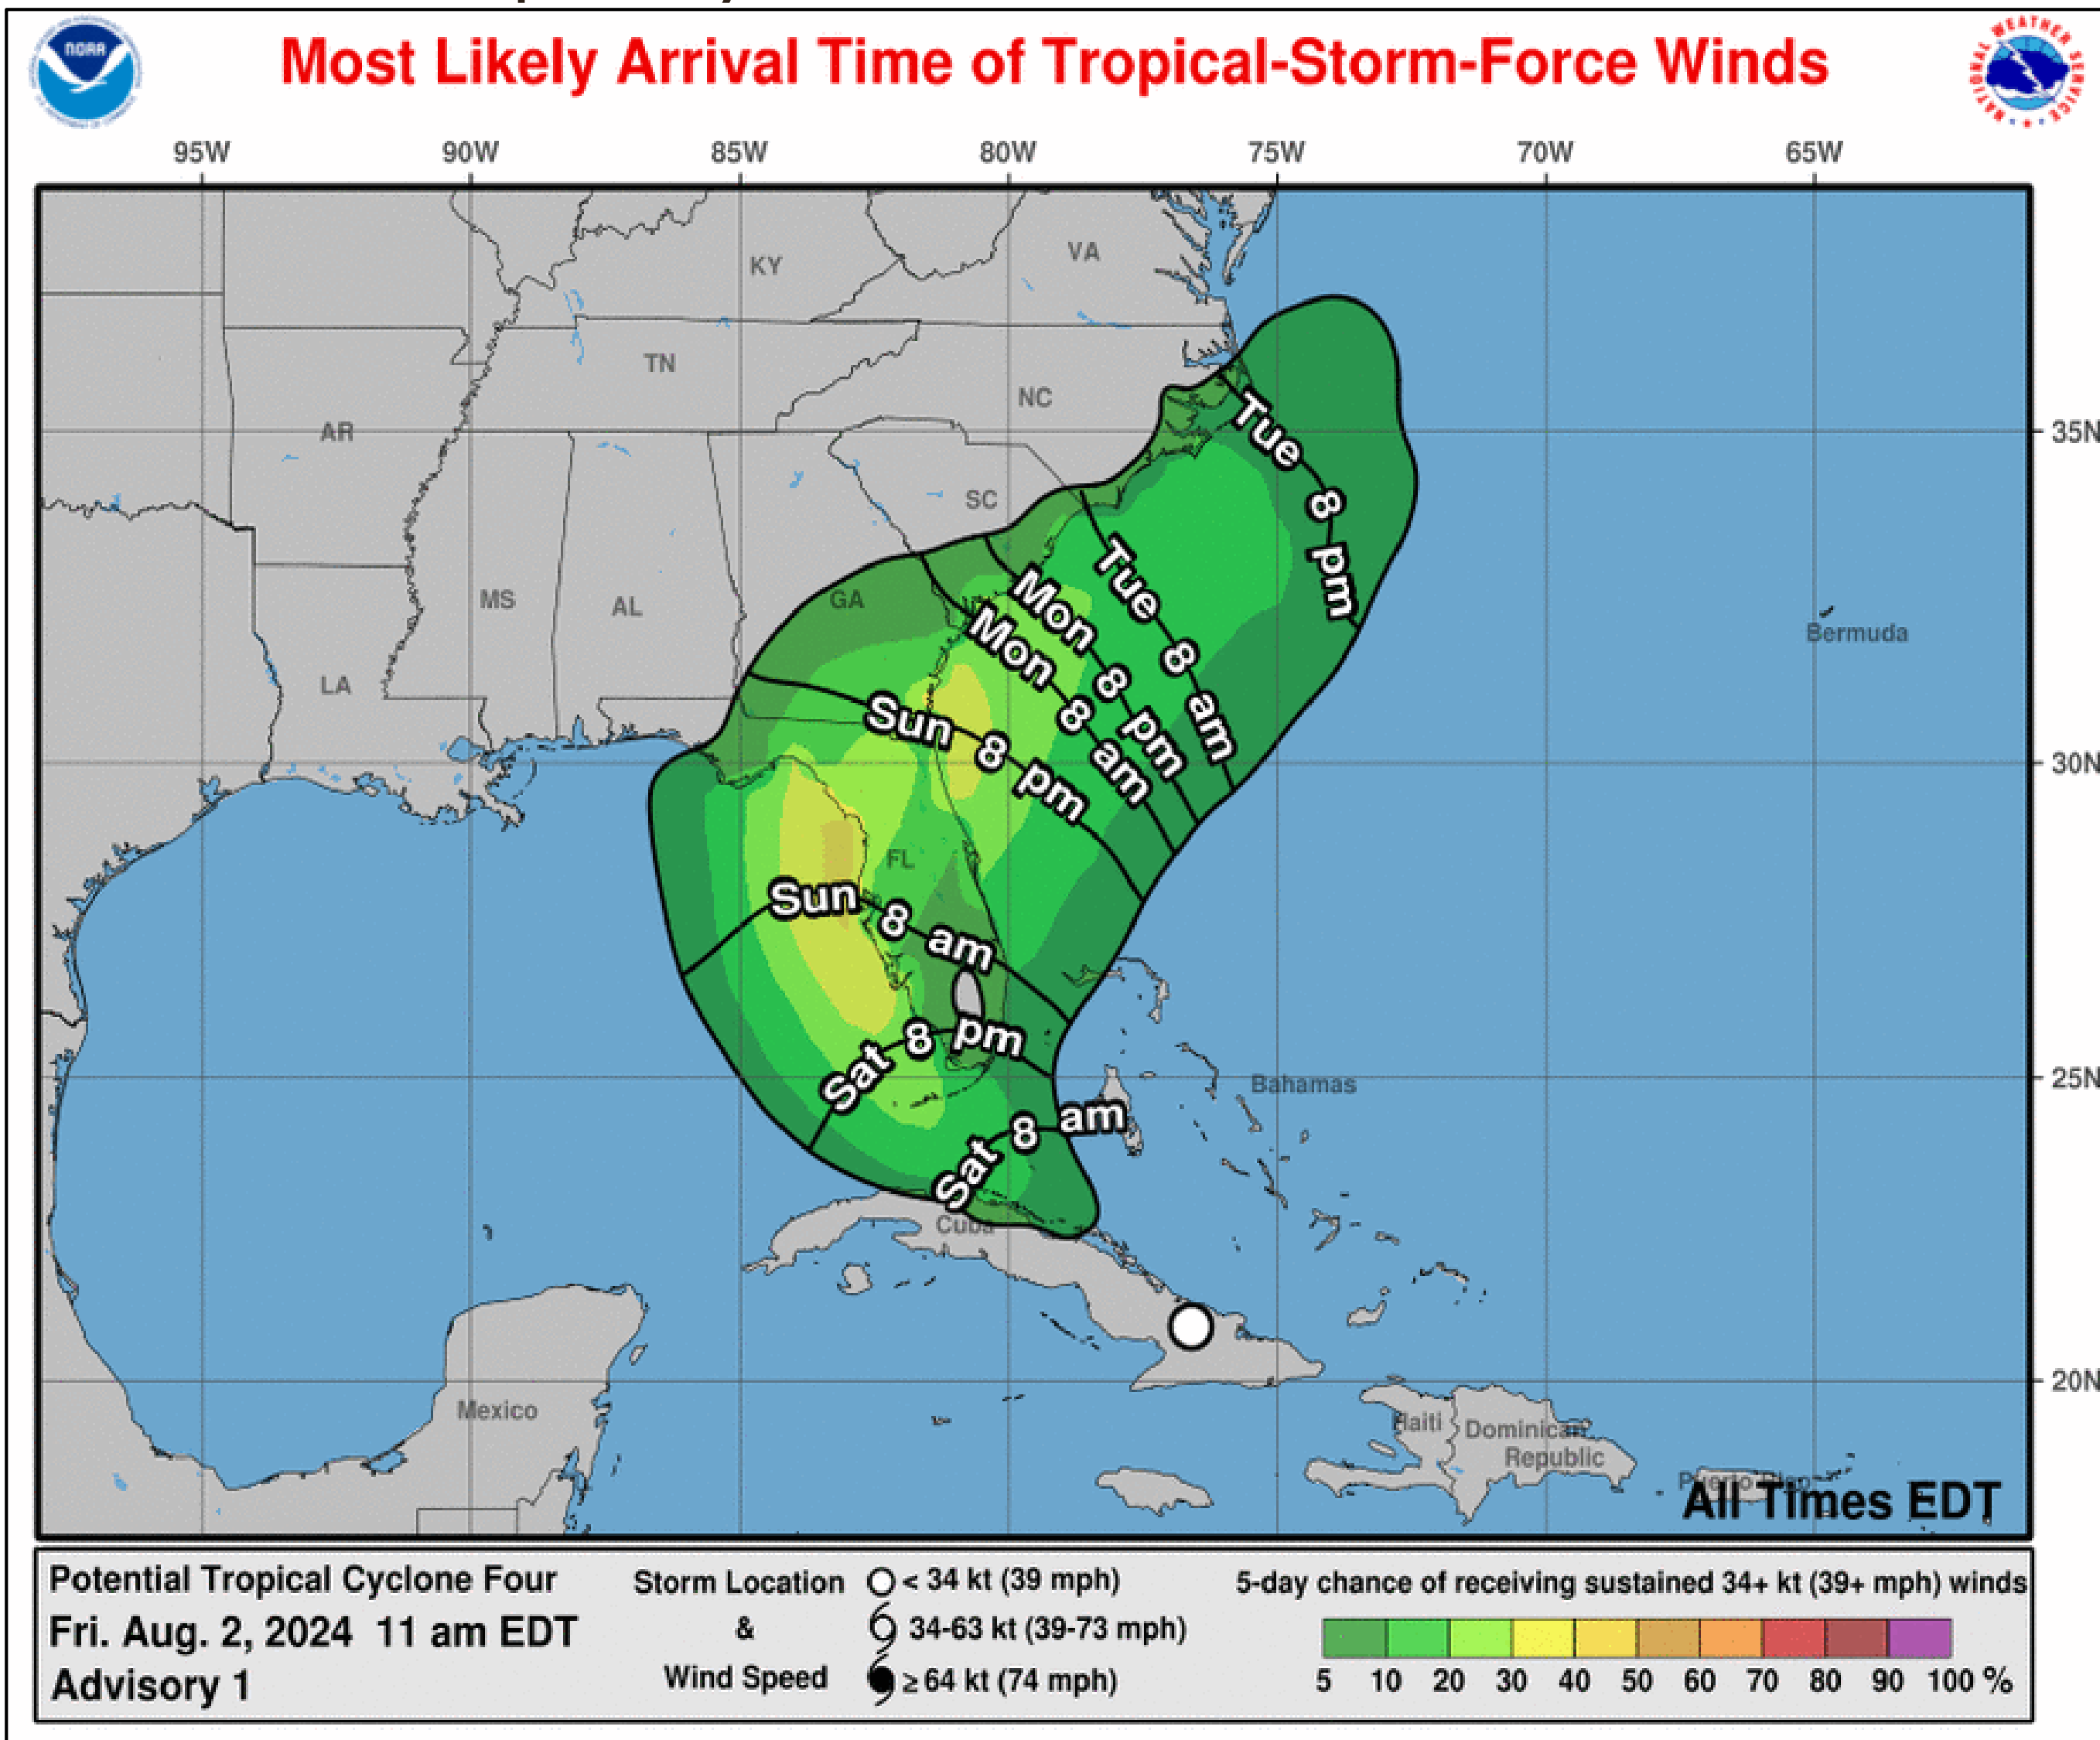 Most Likely Arrival Time of Tropical-Storm-Force Winds
NOAA
NATIONAL WEATHER SERVICE
95W 90W 85W 80W 75W 70W 65W
KY
VA
TN
NC
AR
35N
SC
MS
AL
GA
LA
Bermuda
Tue 8 pm
Tue 8 am
Mon 8 pm
Mon 8 am
Sun 8 pm
30N
FL
Sun 8 am
Sat 8 pm
25N
Bahamas
Sat 8 am
Cuba
20N
Mexico
Haiti
Dominican
Republic
Puerto Rico
All Times EDT
Potential Tropical Cyclone Four
Fri. Aug. 2, 2024 11 am EDT
Advisory 1
Storm Location
&
Wind Speed
< 34 kt (39 mph)
34-63 kt (39-73 mph)
≥ 64 kt (74 mph)
5-day chance of receiving sustained 34+ kt (39+ mph) winds
5 10 20 30 40 50 60 70 80 90 100 %